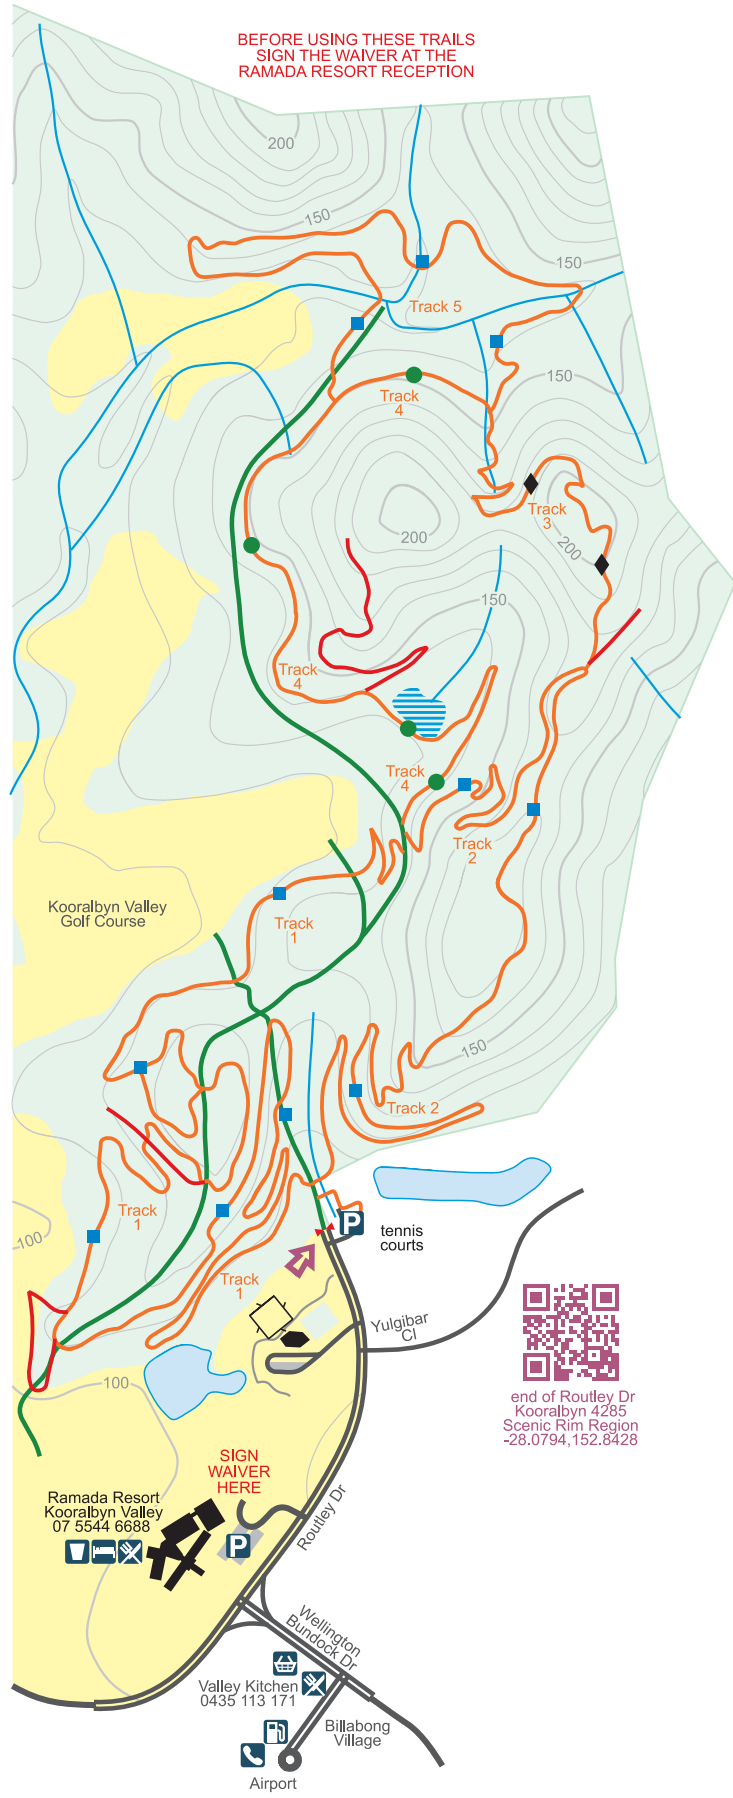 BEFORE USING THESE TRAILS
SIGN THE WAIVER AT THE
RAMADA RESORT RECEPTION
200
150
150
Track 5
150
Track
4
Track
3
200
200
150
Track
4
Track
4
Track
2
Kooralbyn Valley
Golf Course
Track
1
150
Track 2
Track
1
100
P
tennis
courts
Track
1
Yulgibar
Cl
100
end of Routley Dr
Kooralbyn 4285
Scenic Rim Region
-28.0794,152.8428
SIGN
WAIVER
HERE
Ramada Resort
Kooralbyn Valley
07 5544 6688
P
Routley Dr
Wellington
Bundock Dr
Valley Kitchen
0435 113 171
Billabong
Village
Airport